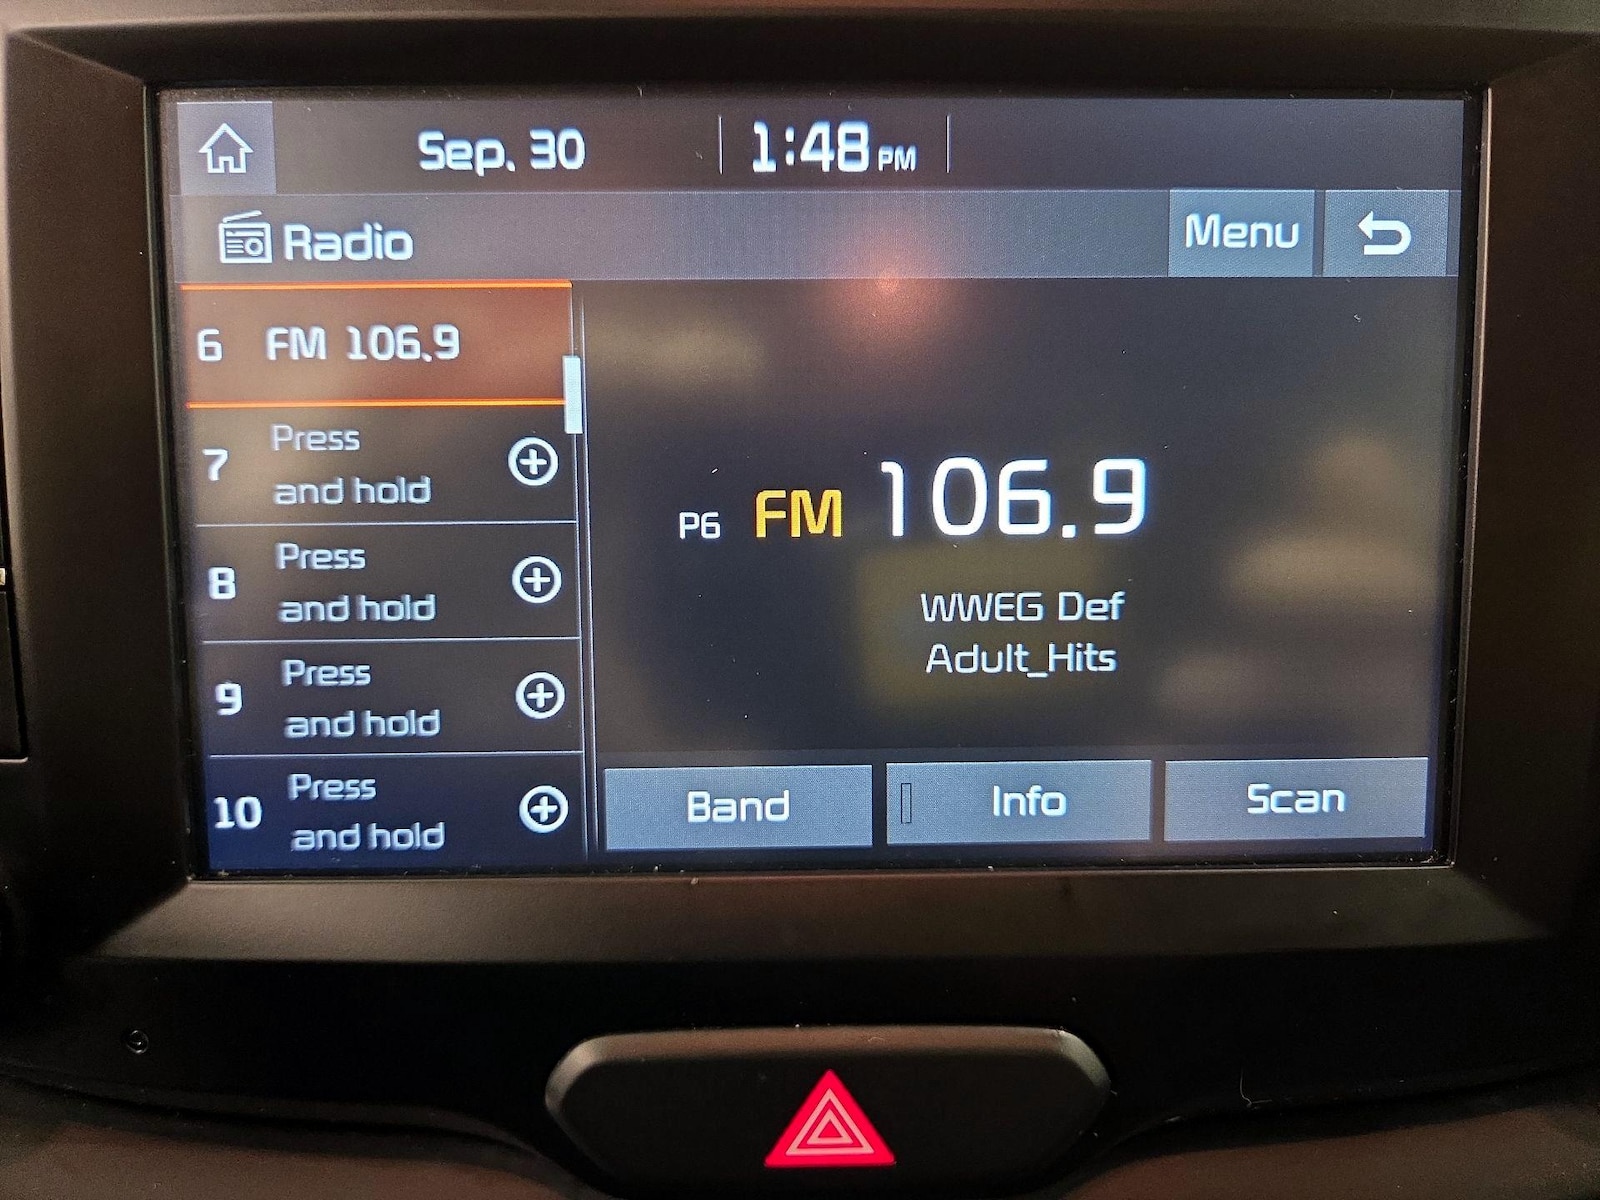 Sep. 30
1:48 PM
Radio
Menu
6 FM 106.9
7 Press
and hold
8 Press
and hold
9 Press
and hold
10 Press
and hold
P6 FM 106.9
WWEG Def
Adult_Hits
Band
Info
Scan